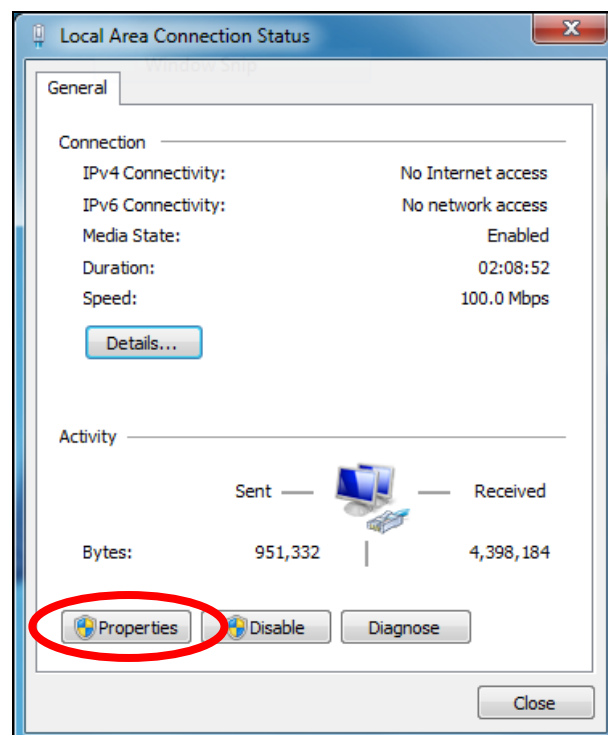 Local Area Connection Status
Window Snip
General
Connection
IPv4 Connectivity: No Internet access
IPv6 Connectivity: No network access
Media State: Enabled
Duration: 02:08:52
Speed: 100.0 Mbps
Details...
Activity
Sent Received
Bytes: 951,332 4,398,184
Properties Disable Diagnose
Close